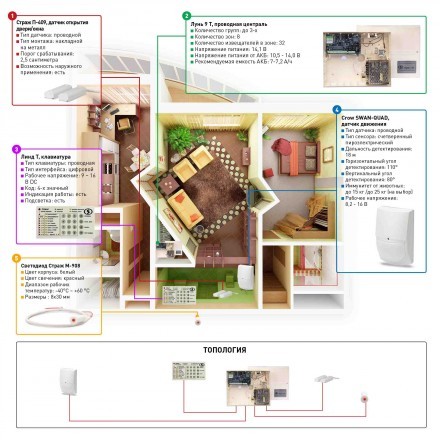 1
Страж П-409, датчик открытия
двери/окна
• Тип датчика: проводной
• Тип монтажа: накладной
на металл
• Порог срабатывания:
2,5 сантиметра
• Возможность наружного
применения: есть
2
Лунь 9 Т, проводная централь
• Количество групп: до 3-х
• Количество зон: 8
• Количество извещателей в зоне: 32
• Напряжение питания: 14,1 В
• Напряжение питания от АКБ: 10,5 – 14,0 В
• Рекомендуемая емкость АКБ: 7-7,2 А/ч
3
Линд Т, клавиатура
• Тип клавиатуры: проводная
• Тип интерфейса: цифровой
• Рабочее напряжение: 9 – 16
В DC
• Код: 4-х значный
• Индикация работы: есть
• Подсветка: есть
4
Crow SWAN-QUAD,
датчик движения
• Тип датчика: проводной
• Тип сенсора: счетверенный
пироэлектрический
• Дальность детектирования:
18 м
• Горизонтальный угол
детектирования: 110°
• Вертикальный угол
детектирования: 80°
• Иммунитет от животных:
до 15 кг /до 25 кг (на выбор)
• Рабочее напряжение:
8,2 - 16 В
5
Светодиод Страж М-908
• Цвет корпуса: белый
• Цвет свечения: красный
• Диапазон рабочих
температур: -40°С – +60 °С
• Размеры : 8х30 мм
ТОПОЛОГИЯ